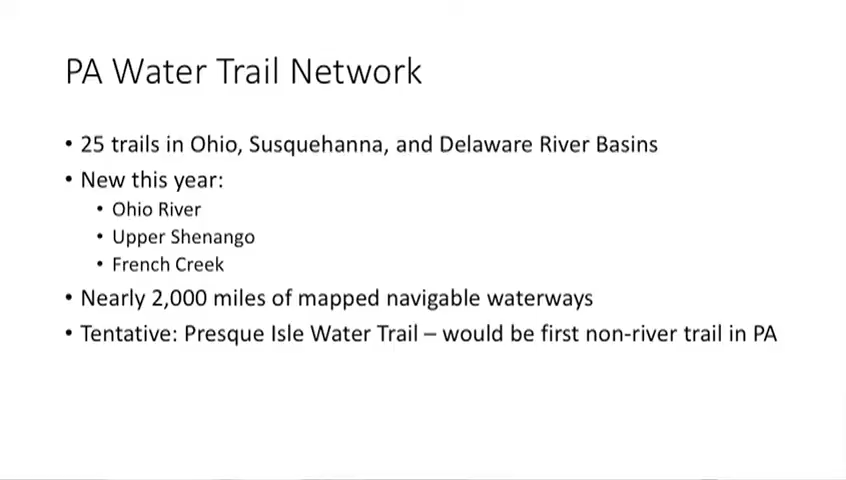 PA Water Trail Network
• 25 trails in Ohio, Susquehanna, and Delaware River Basins
• New this year:
• Ohio River
• Upper Shenango
• French Creek
• Nearly 2,000 miles of mapped navigable waterways
• Tentative: Presque Isle Water Trail – would be first non-river trail in PA